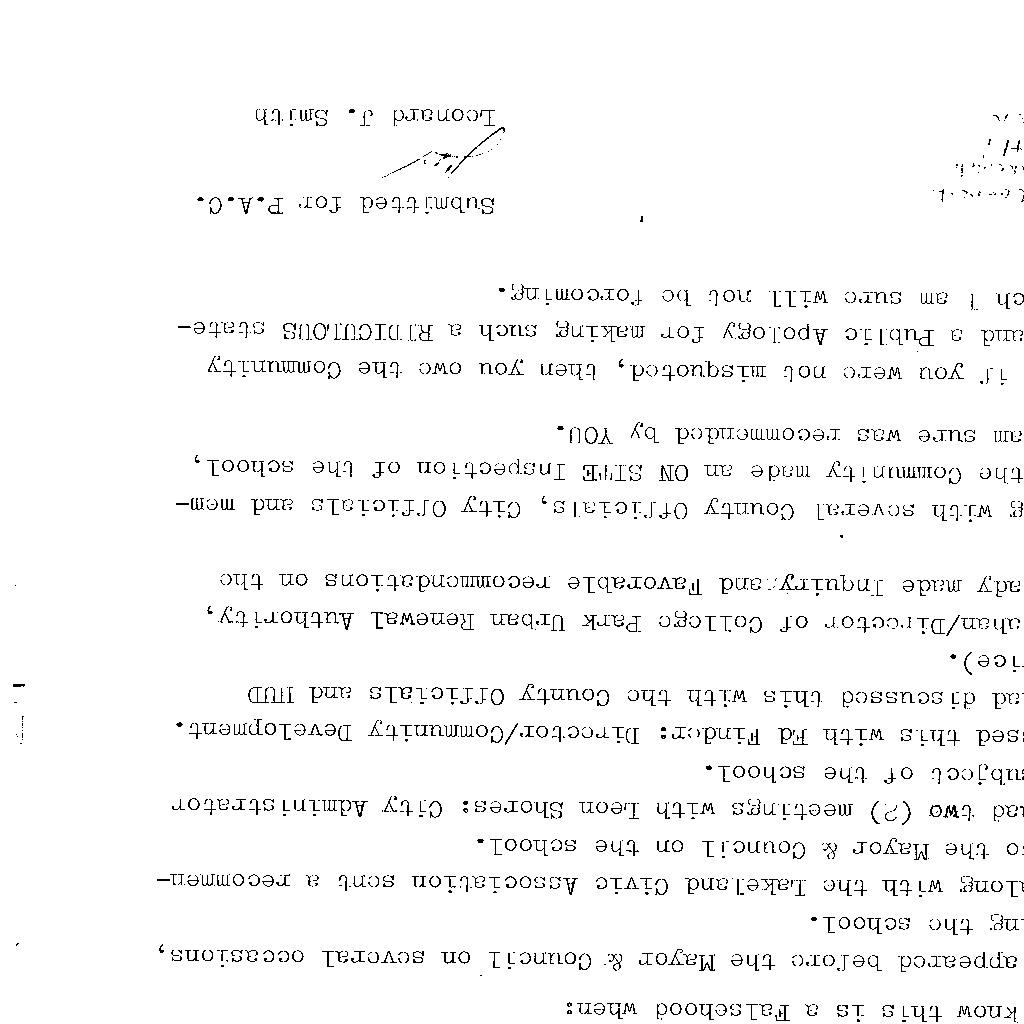 know this is a Falsehood when:
appeared before the Mayor & Council on several occasions,
ng the school.
along with the Lakeland Civic Association sent a recommen-
o the Mayor & Council on the school.
ad two (2) meetings with Leon Shores: City Administrator
ubject of the school.
sed this with Ed Finder: Director/Community Development.
ad discussed this with the County Officials and HUD
ice).
ahan/Director of College Park Urban Renewal Authority,
ady made Inquiry and Favorable recommendations on the
g with several County Officials, City Officials and mem-
the Community made an ON SITE Inspection of the school,
am sure was recommended by YOU.
if you were not misquoted, then you owe the Community
and a Public Apology for making such a RIDICULOUS state-
ch I am sure will not be forcoming.
Submitted for P.A.C.
Leonard J. Smith